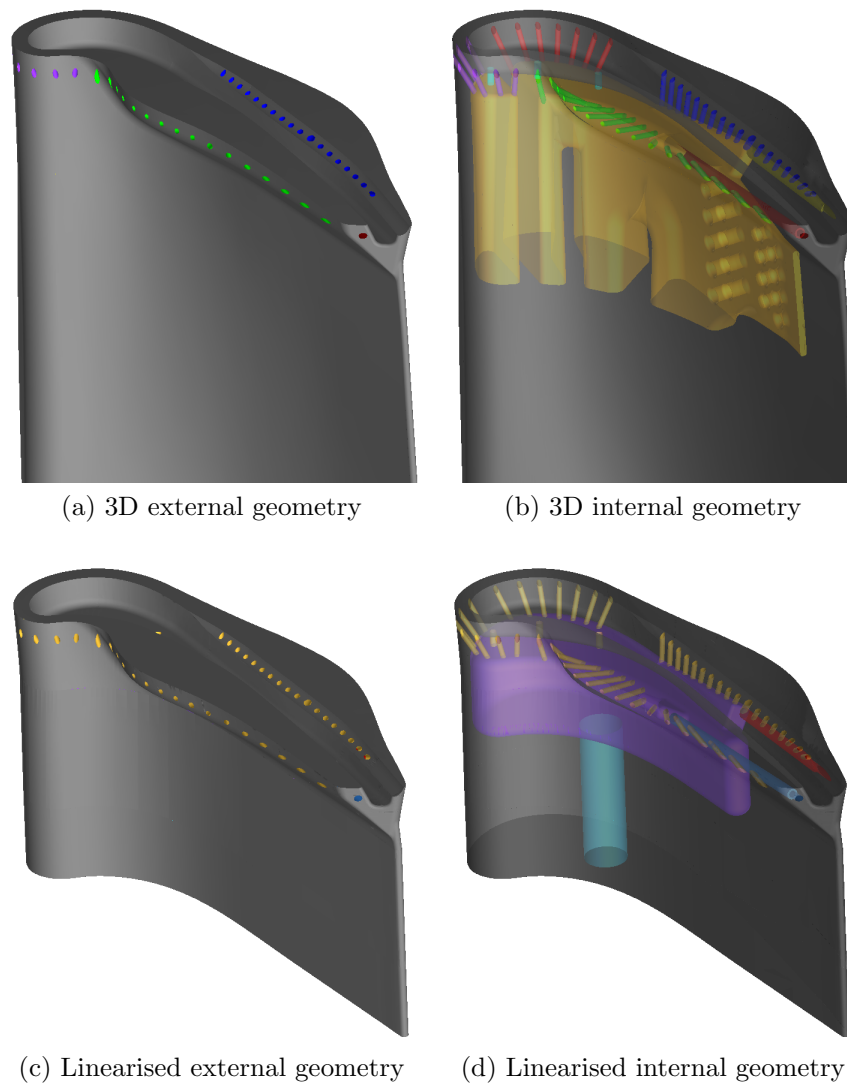 (a) 3D external geometry
(b) 3D internal geometry
(c) Linearised external geometry
(d) Linearised internal geometry